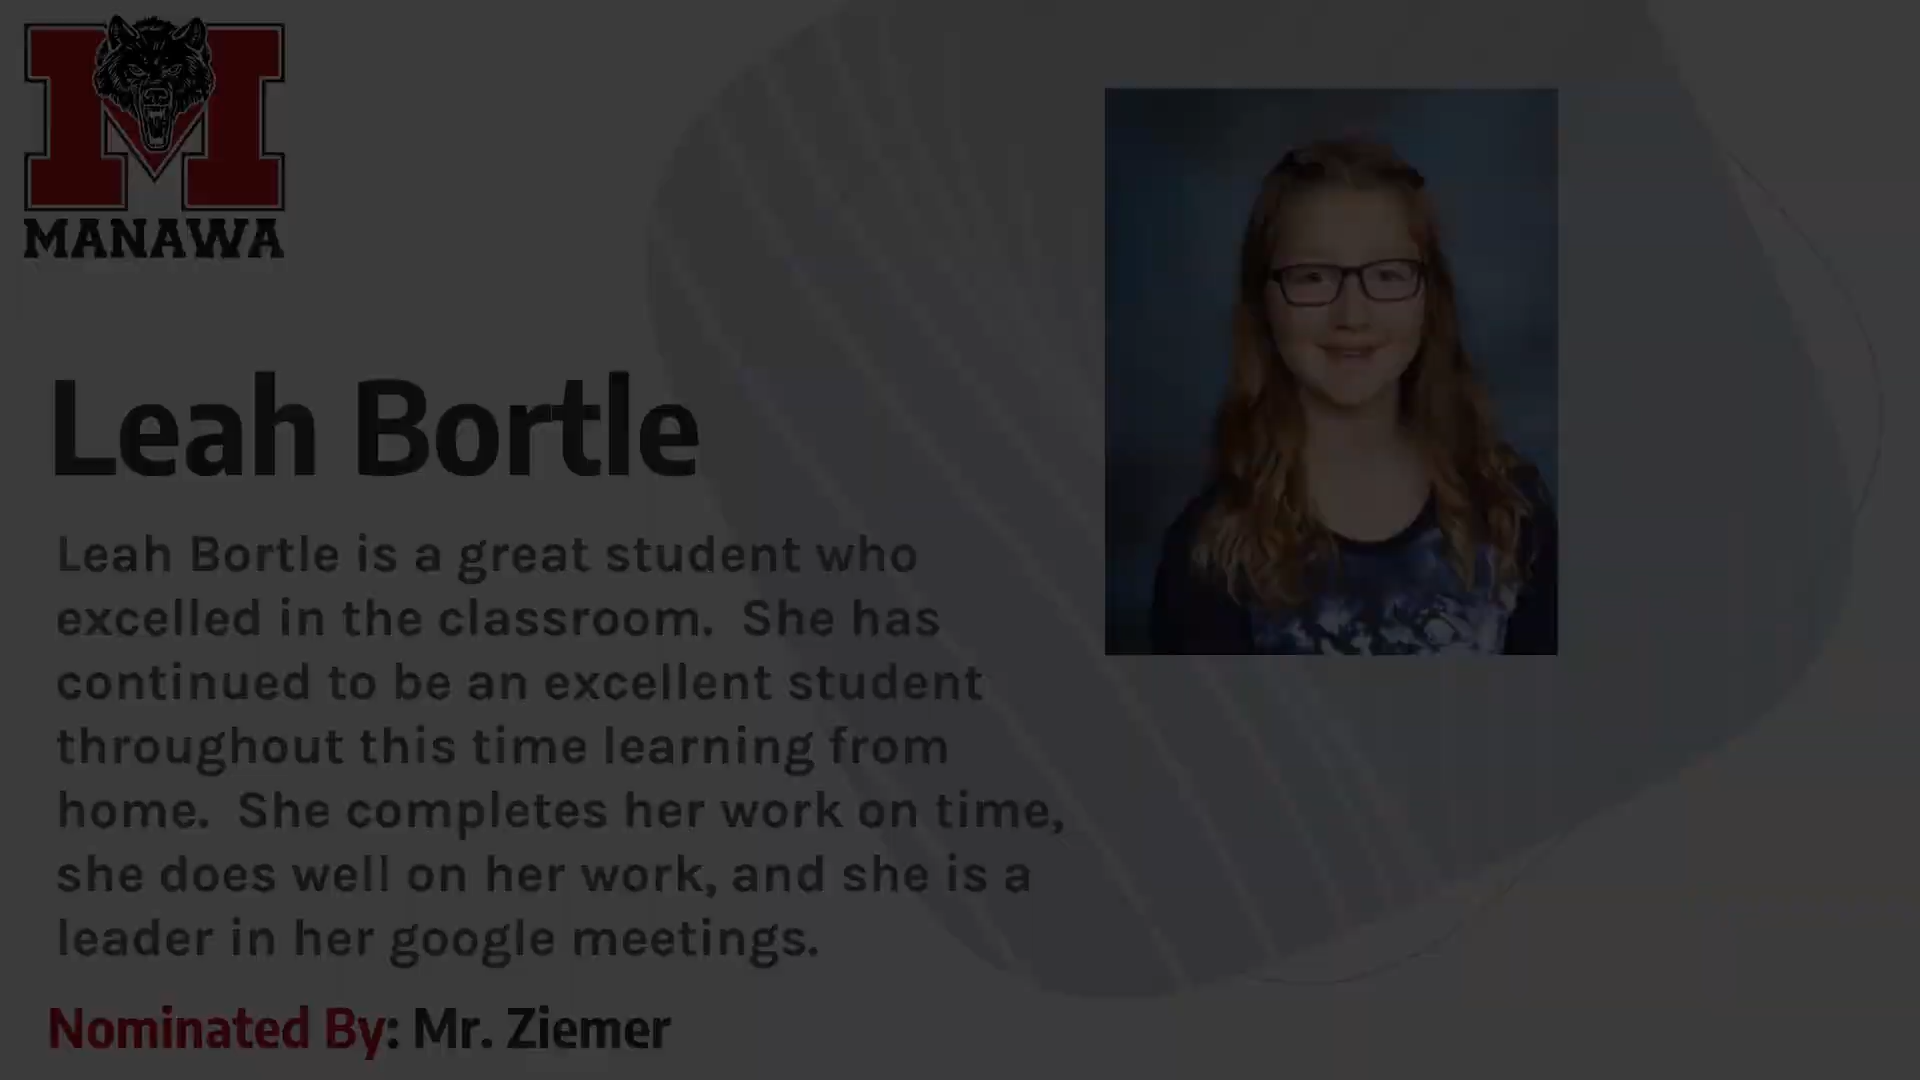 MANAWA
Leah Bortle
Leah Bortle is a great student who
excelled in the classroom.  She has
continued to be an excellent student
throughout this time learning from
home.  She completes her work on time,
she does well on her work, and she is a
leader in her google meetings.
Nominated By: Mr. Ziemer